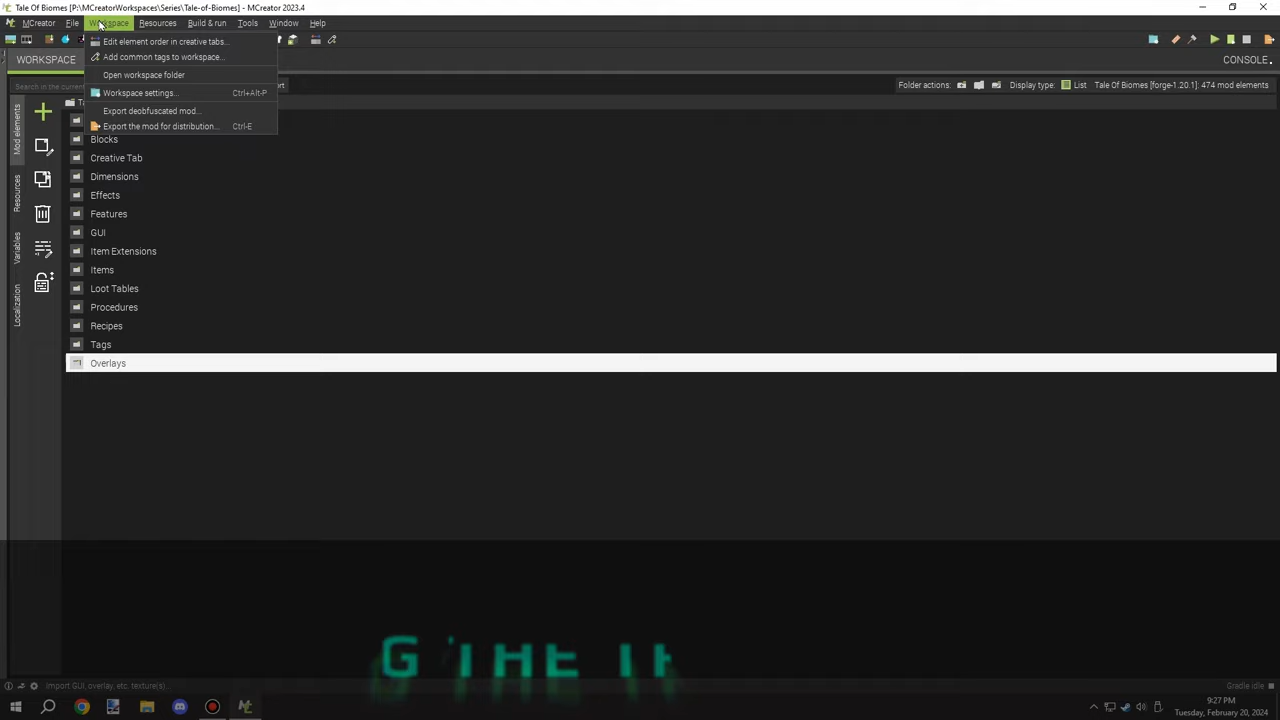 Tale Of Biomes [P:\MCreatorWorkspaces\Series\Tale-of-Biomes] - MCreator 2023.4
MCreator File Workspace Resources Build & run Tools Window Help
WORKSPACE
CONSOLE
Edit element order in creative tabs...
Add common tags to workspace...
Open workspace folder
Workspace settings... Ctrl+Alt-P
Export deobfuscated mod...
Export the mod for distribution... Ctrl-E
Search in the current
Folder actions: Display type: List Tale Of Biomes [forge-1.20.1]: 474 mod elements
Mod elements
Resources
Variables
Localization
Blocks
Creative Tab
Dimensions
Effects
Features
GUI
Item Extensions
Items
Loot Tables
Procedures
Recipes
Tags
Overlays
G THE
Import GUI, overlay, etc. texture(s)...
Gradle idle
9:27 PM
Tuesday, February 20, 2024